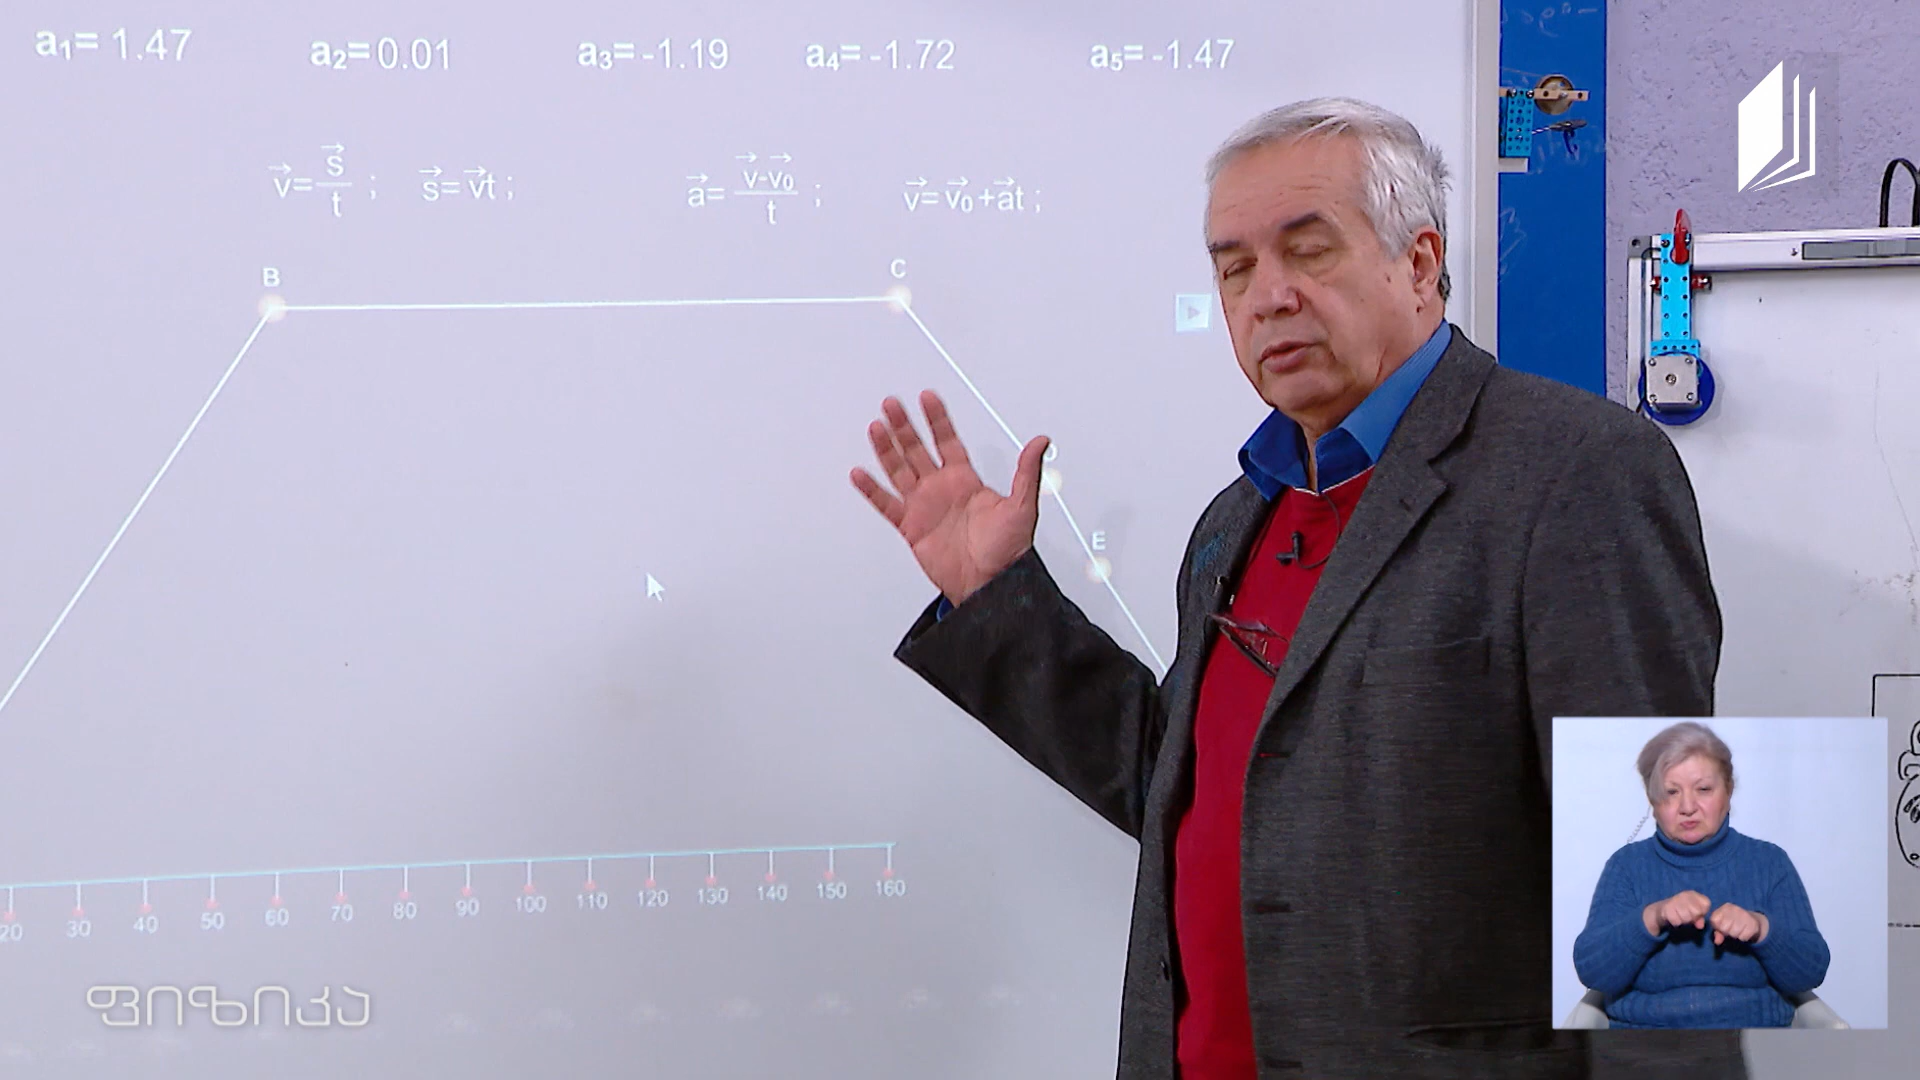 a₁= 1.47 a₂= 0.01 a₃= -1.19 a₄= -1.72 a₅= -1.47
v⃗=s⃗/t ; s⃗=v⃗t ; a⃗=(v⃗-v⃗₀)/t ; v⃗=v⃗₀+a⃗t ;
B C
D
E
20 30 40 50 60 70 80 90 100 110 120 130 140 150 160
ფიზიკა